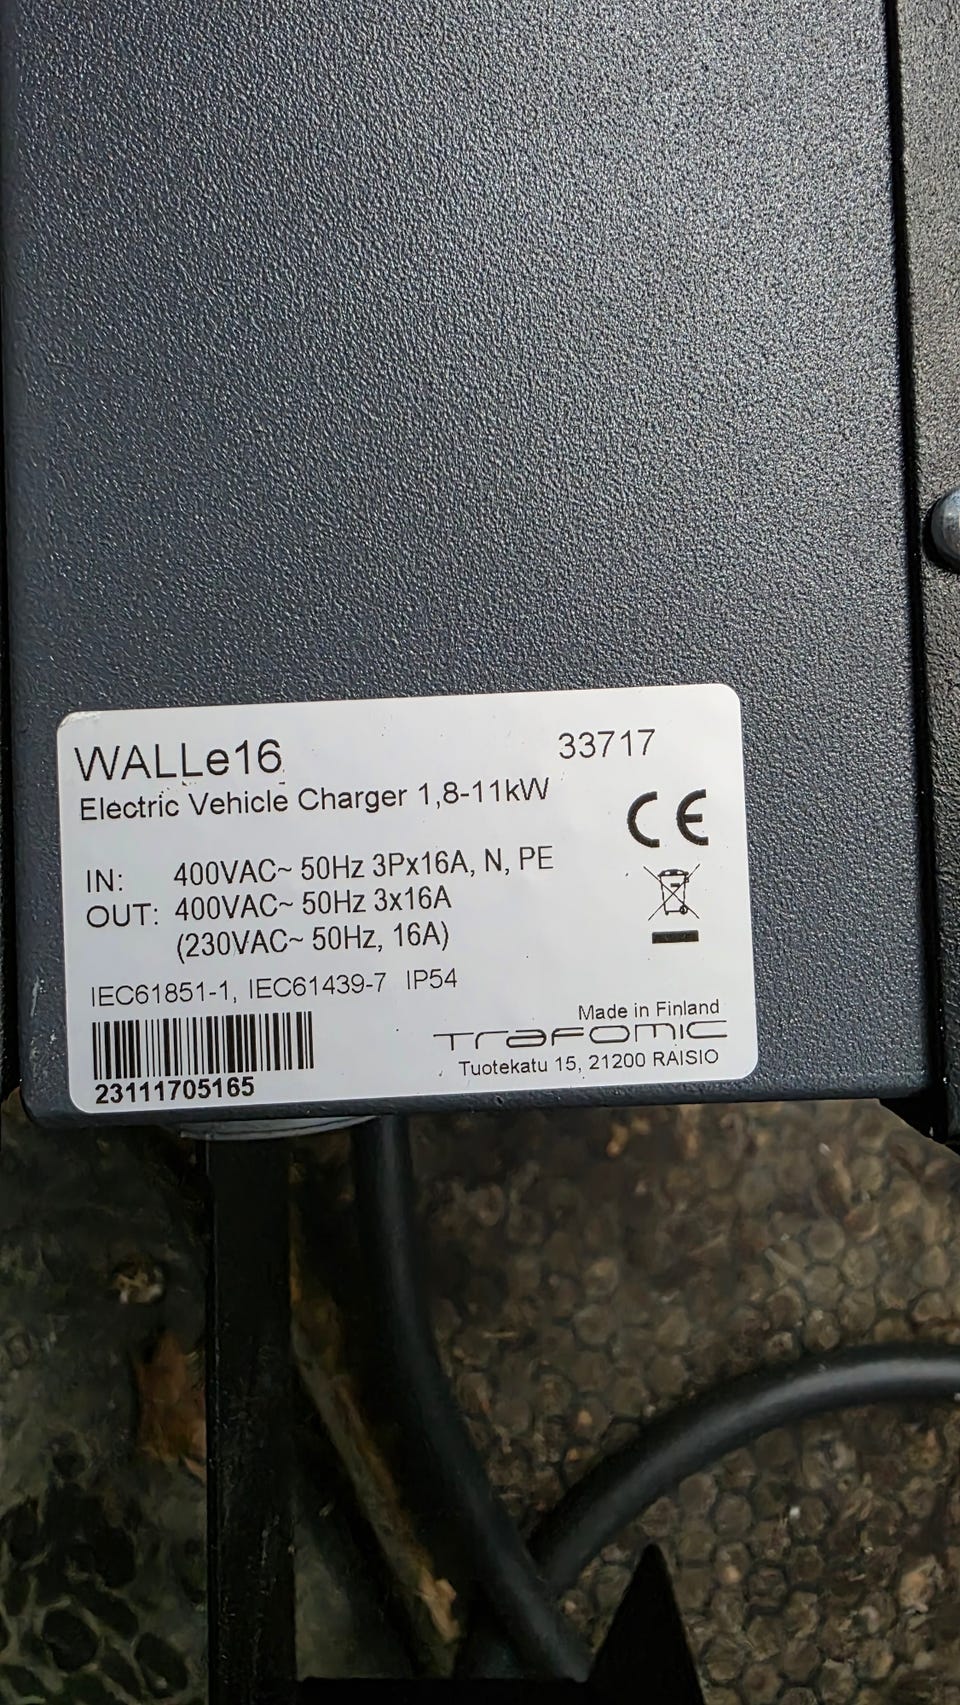 WALLe16 33717
Electric Vehicle Charger 1,8-11kW
CE
IN: 400VAC~ 50Hz 3Px16A, N, PE
OUT: 400VAC~ 50Hz 3x16A
(230VAC~ 50Hz, 16A)
IEC61851-1, IEC61439-7 IP54
Made in Finland
Trafomic
Tuotekatu 15, 21200 RAISIO
23111705165